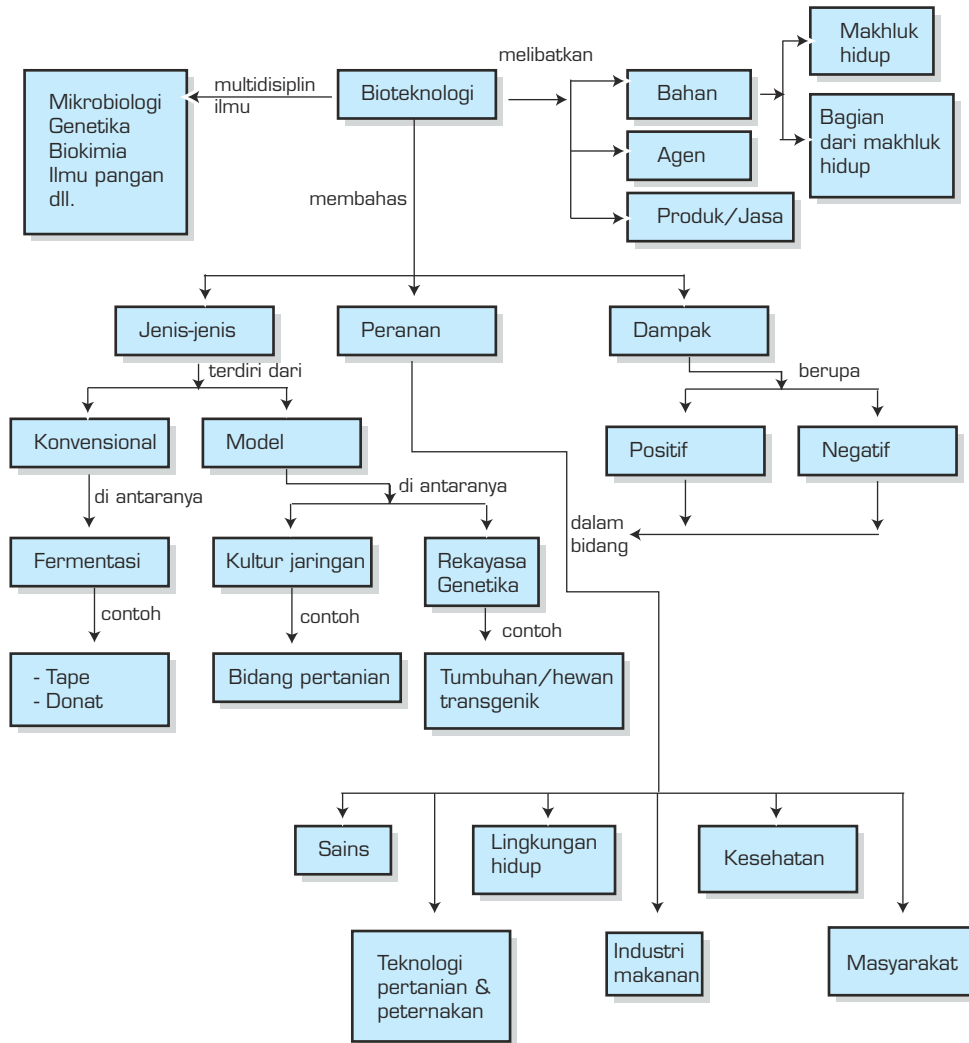 Makhluk
hidup
melibatkan
multidisiplin
ilmu
Bioteknologi
Bahan
Mikrobiologi
Genetika
Biokimia
Ilmu pangan
dll.
Bagian
dari makhluk
hidup
Agen
membahas
Produk/Jasa
Jenis-jenis
Peranan
Dampak
terdiri dari
berupa
Konvensional
Model
Positif
Negatif
di antaranya
di antaranya
dalam
bidang
Fermentasi
Kultur jaringan
Rekayasa
Genetika
contoh
contoh
contoh
- Tape
- Donat
Bidang pertanian
Tumbuhan/hewan
transgenik
Sains
Lingkungan
hidup
Kesehatan
Teknologi
pertanian &
peternakan
Industri
makanan
Masyarakat